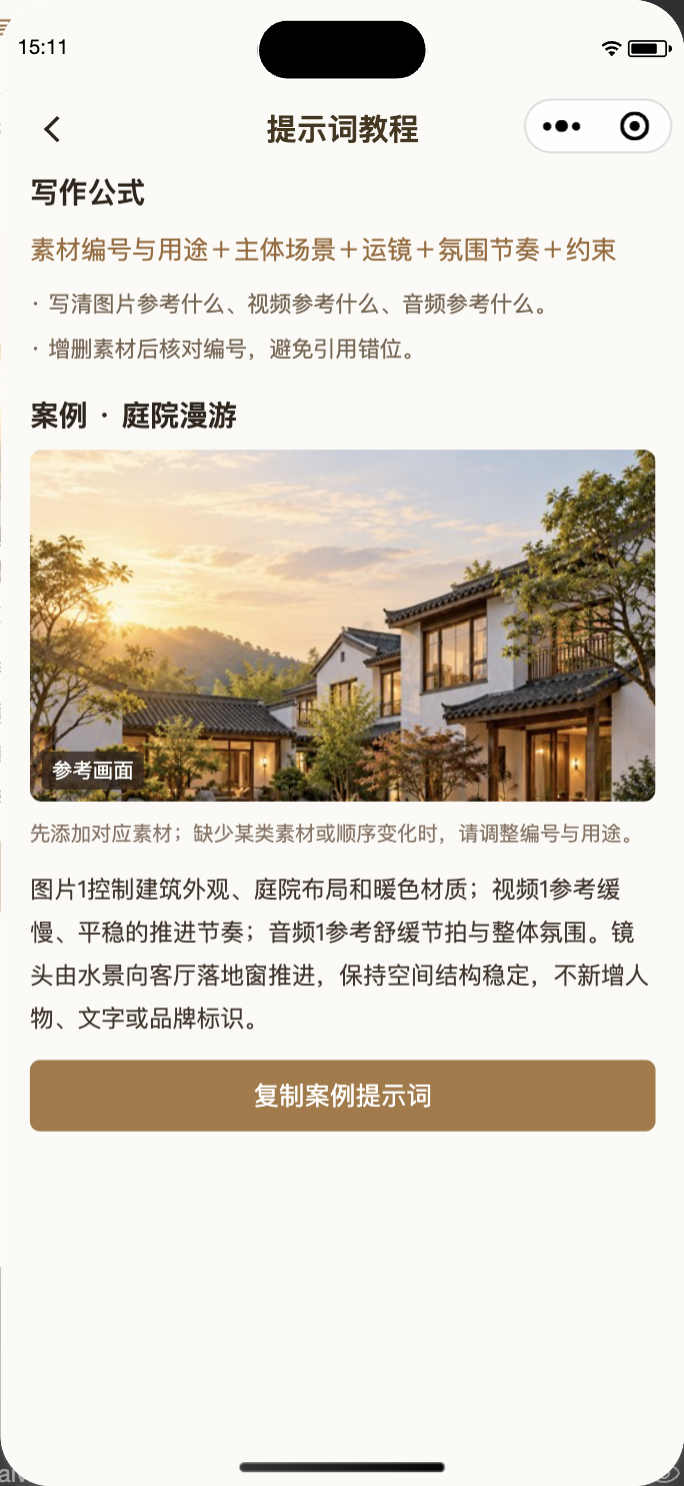 15:11
提示词教程
写作公式
素材编号与用途＋主体场景＋运镜＋氛围节奏＋约束
· 写清图片参考什么、视频参考什么、音频参考什么。
· 增删素材后核对编号，避免引用错位。
案例 · 庭院漫游
参考画面
先添加对应素材；缺少某类素材或顺序变化时，请调整编号与用途。
图片1控制建筑外观、庭院布局和暖色材质；视频1参考缓
慢、平稳的推进节奏；音频1参考舒缓节拍与整体氛围。镜
头由水景向客厅落地窗推进，保持空间结构稳定，不新增人
物、文字或品牌标识。
复制案例提示词